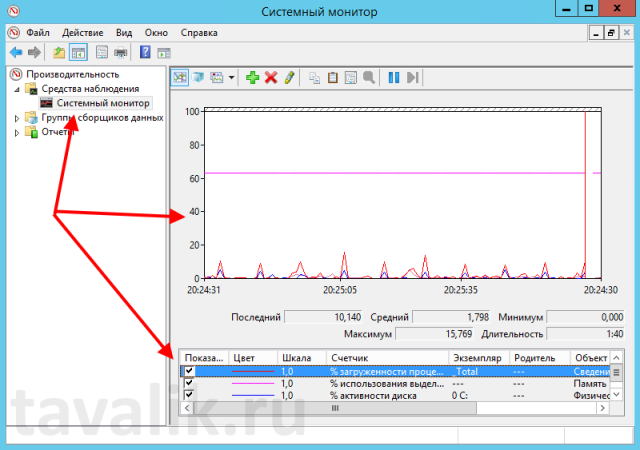 Системный монитор
Файл Действие Вид Окно Справка
Производительность
Средства наблюдения
Системный монитор
Группы сборщиков данных
Отчеты
100
80
60
40
20
0
20:24:31 20:25:05 20:25:35 20:24:30
Последний 10,140 Средний 1,798 Минимум 0,000
Максимум 15,769 Длительность 1:40
Показа... Цвет Шкала Счетчик Экземпляр Родитель Объект
1,0 % загруженности проце... _Total --- Сведени
1,0 % использования выдел... --- --- Память
1,0 % активности диска 0 C: --- Физичес
tavalik.ru